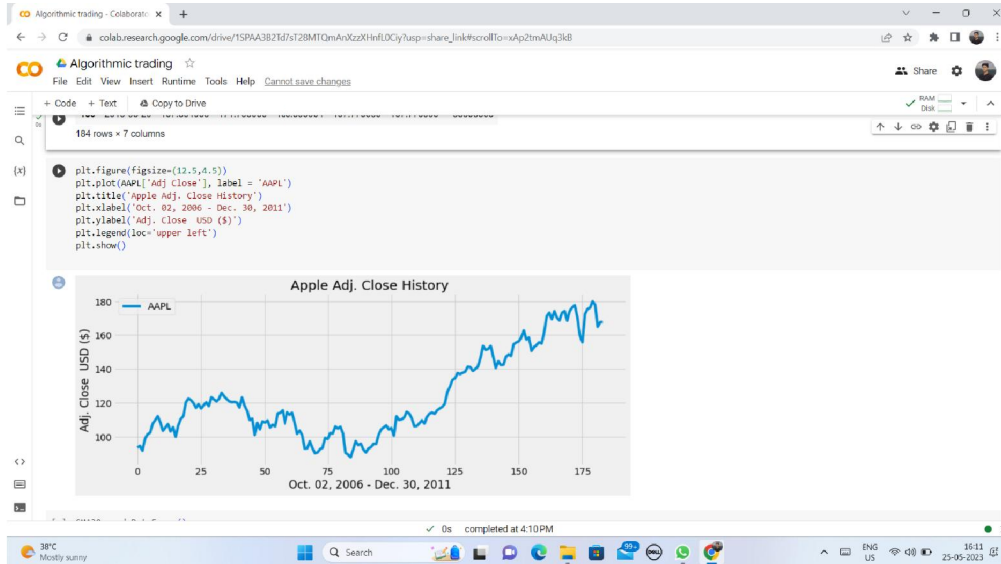 Algorithmic trading - Colaborato
colab.research.google.com/drive/1SPAA382Td7sT28MTQmAnXzzXHnfL0Ciy?usp=share_link#scrollTo=xAp2tmAUq3kB
Algorithmic trading
File Edit View Insert Runtime Tools Help Cannot save changes
Share
+ Code + Text Copy to Drive
RAM
Disk
184 rows × 7 columns
{x}
plt.figure(figsize=(12.5,4.5))
plt.plot(AAPL['Adj Close'], label = 'AAPL')
plt.title('Apple Adj. Close History')
plt.xlabel('Oct. 02, 2006 - Dec. 30, 2011')
plt.ylabel('Adj. Close USD ($)')
plt.legend(loc='upper left')
plt.show()
Apple Adj. Close History
AAPL
Adj. Close USD ($)
180
160
140
120
100
0 25 50 75 100 125 150 175
Oct. 02, 2006 - Dec. 30, 2011
0s completed at 4:10 PM
38°C
Mostly sunny
Search
99+
DELL
ENG
US
16:11
25-05-2023